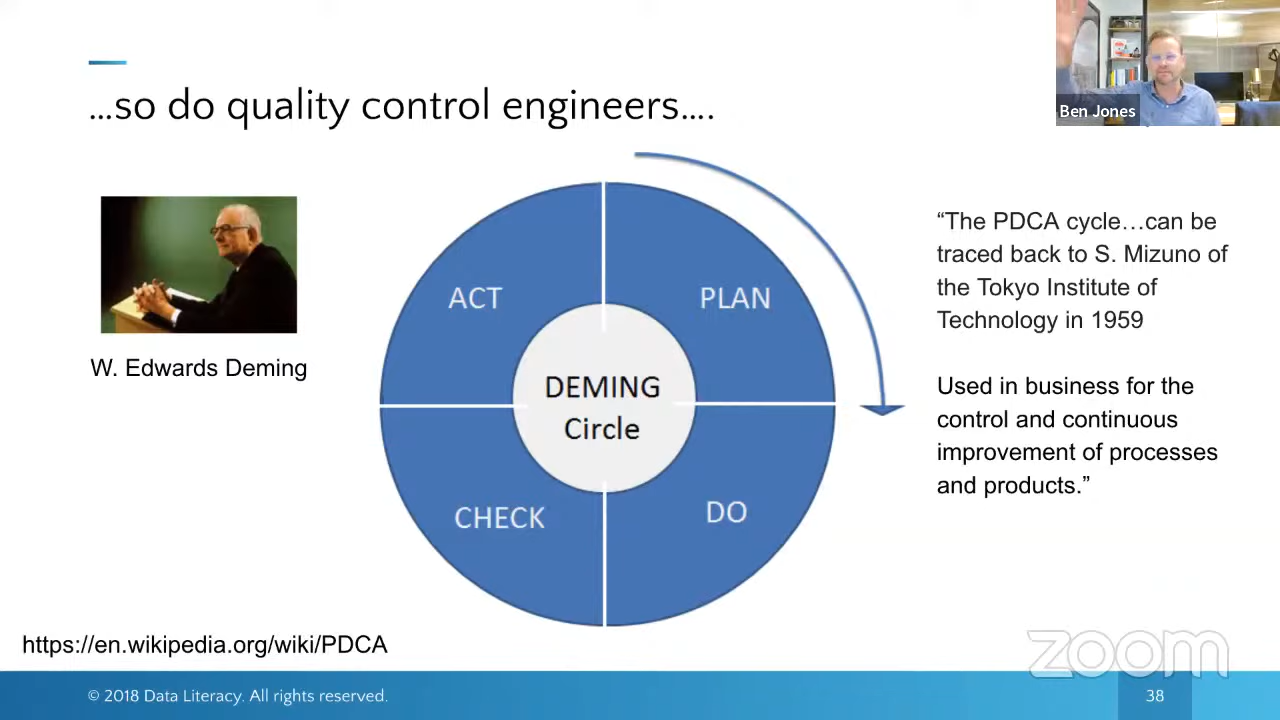 …so do quality control engineers….
Ben Jones
W. Edwards Deming
ACT
PLAN
DEMING
Circle
CHECK
DO
“The PDCA cycle…can be
traced back to S. Mizuno of
the Tokyo Institute of
Technology in 1959
Used in business for the
control and continuous
improvement of processes
and products.”
https://en.wikipedia.org/wiki/PDCA
zoom
© 2018 Data Literacy. All rights reserved.
38